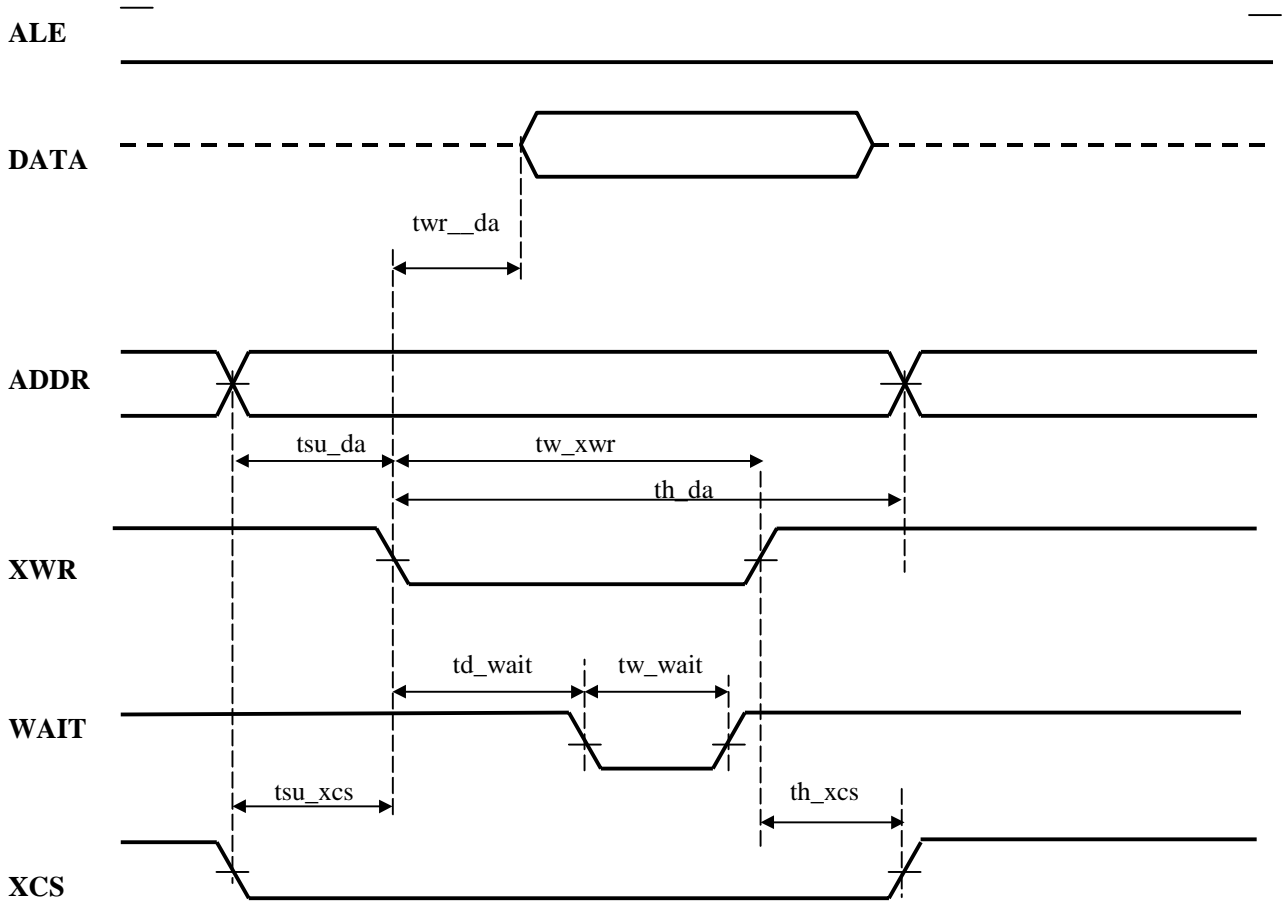 ALE
DATA
twr__da
ADDR
tsu_da
tw_xwr
th_da
XWR
td_wait
tw_wait
WAIT
tsu_xcs
th_xcs
XCS